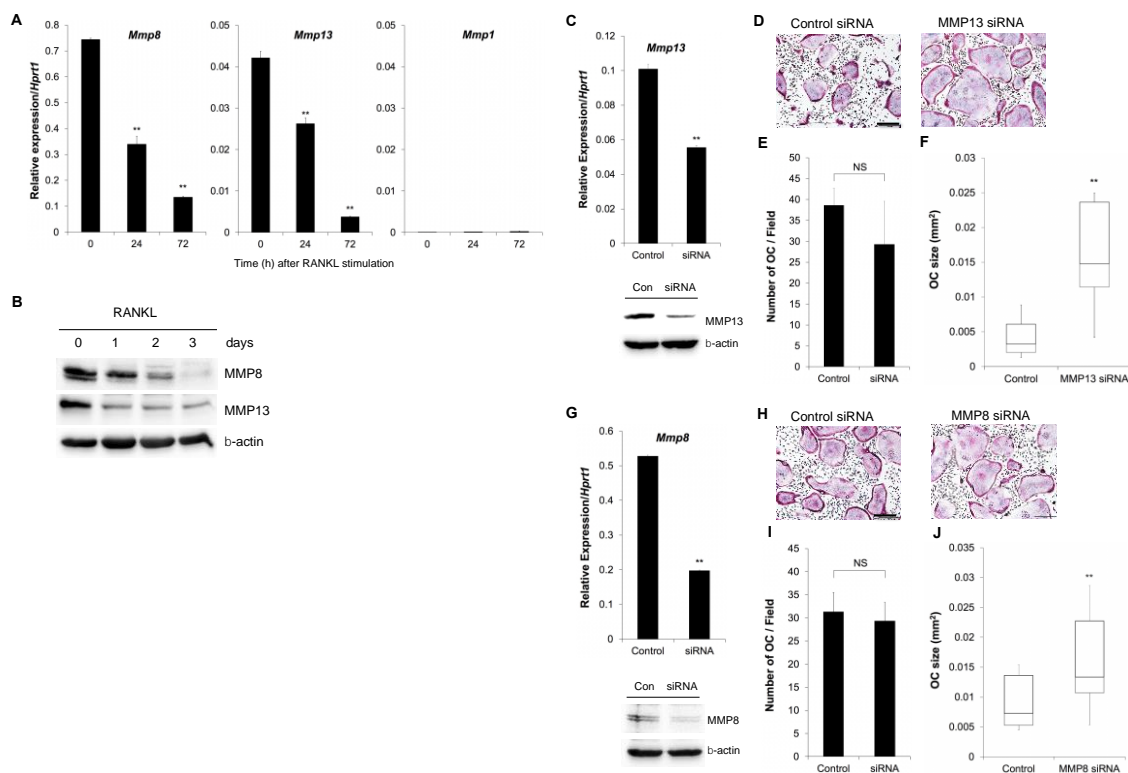 A
Mmp8
Mmp13
Mmp1
Relative expression/Hprt1
0.8
0.7
0.6
0.5
0.4
0.3
0.2
0.1
0
**
**
0 24 72
0.05
0.04
0.03
0.02
0.01
0.00
**
**
0 24 72
0.05
0.04
0.03
0.02
0.01
0.00
0 24 72
Time (h) after RANKL stimulation
B
RANKL
0 1 2 3 days
MMP8
MMP13
b-actin
C
Mmp13
Relative Expression/Hprt1
0.12
0.1
0.08
0.06
0.04
0.02
0
**
Control siRNA
Con siRNA
MMP13
b-actin
D
Control siRNA
MMP13 siRNA
E
Number of OC / Field
50
45
40
35
30
25
20
15
10
5
0
NS
Control siRNA
F
OC size (mm2)
0.03
0.025
0.02
0.015
0.01
0.005
0
**
Control MMP13 siRNA
G
Mmp8
Relative Expression/Hprt1
0.6
0.5
0.4
0.3
0.2
0.1
0
**
Control siRNA
Con siRNA
MMP8
b-actin
H
Control siRNA
MMP8 siRNA
I
Number of OC / Field
45
40
35
30
25
20
15
10
5
0
NS
Control siRNA
J
OC size (mm2)
0.035
0.03
0.025
0.02
0.015
0.01
0.005
0
**
Control MMP8 siRNA